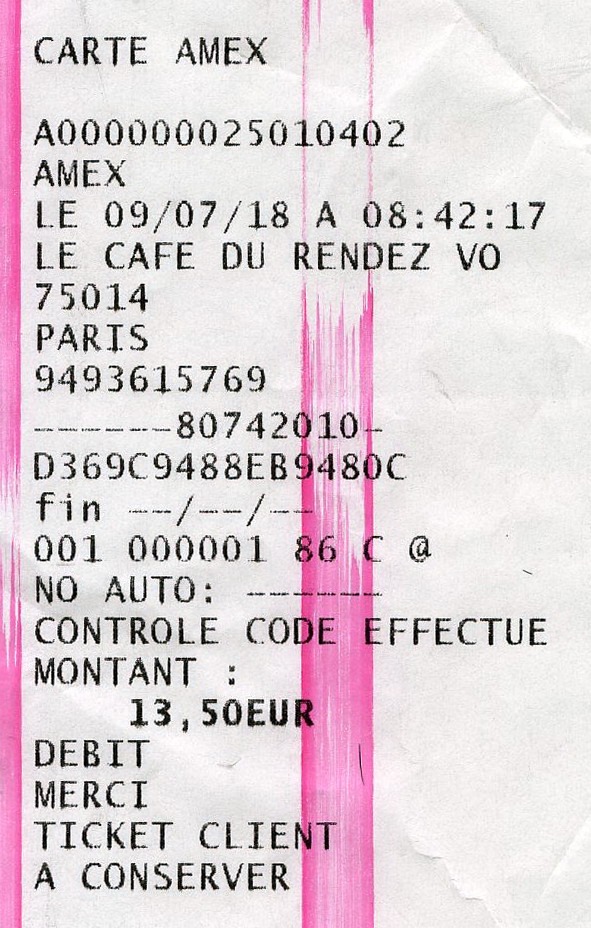 CARTE AMEX
A0000000025010402
AMEX
LE 09/07/18 A 08:42:17
LE CAFE DU RENDEZ VO
75014
PARIS
9493615769
------80742010-
D369C9488EB9480C
fin --/--/--
001 000001 86 C @
NO AUTO: ------
CONTROLE CODE EFFECTUE
MONTANT :
13,50EUR
DEBIT
MERCI
TICKET CLIENT
A CONSERVER